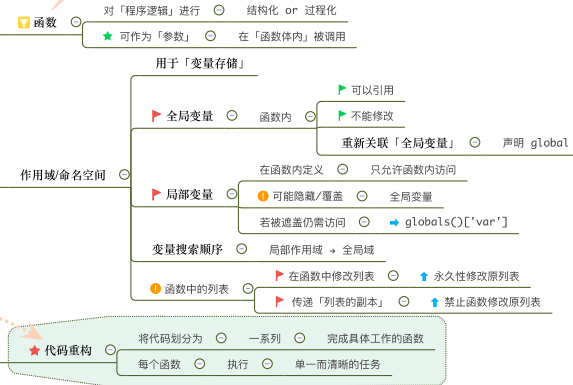 函数
对「程序逻辑」进行
结构化 or 过程化
可作为「参数」
在「函数体内」被调用
作用域/命名空间
用于「变量存储」
全局变量
函数内
可以引用
不能修改
重新关联「全局变量」
声明 global
局部变量
在函数内定义
只允许函数内访问
可能隐藏/覆盖
全局变量
若被遮盖仍需访问
globals()['var']
变量搜索顺序
局部作用域 → 全局域
函数中的列表
在函数中修改列表
永久性修改原列表
传递「列表的副本」
禁止函数修改原列表
代码重构
将代码划分为
一系列
完成具体工作的函数
每个函数
执行
单一而清晰的任务